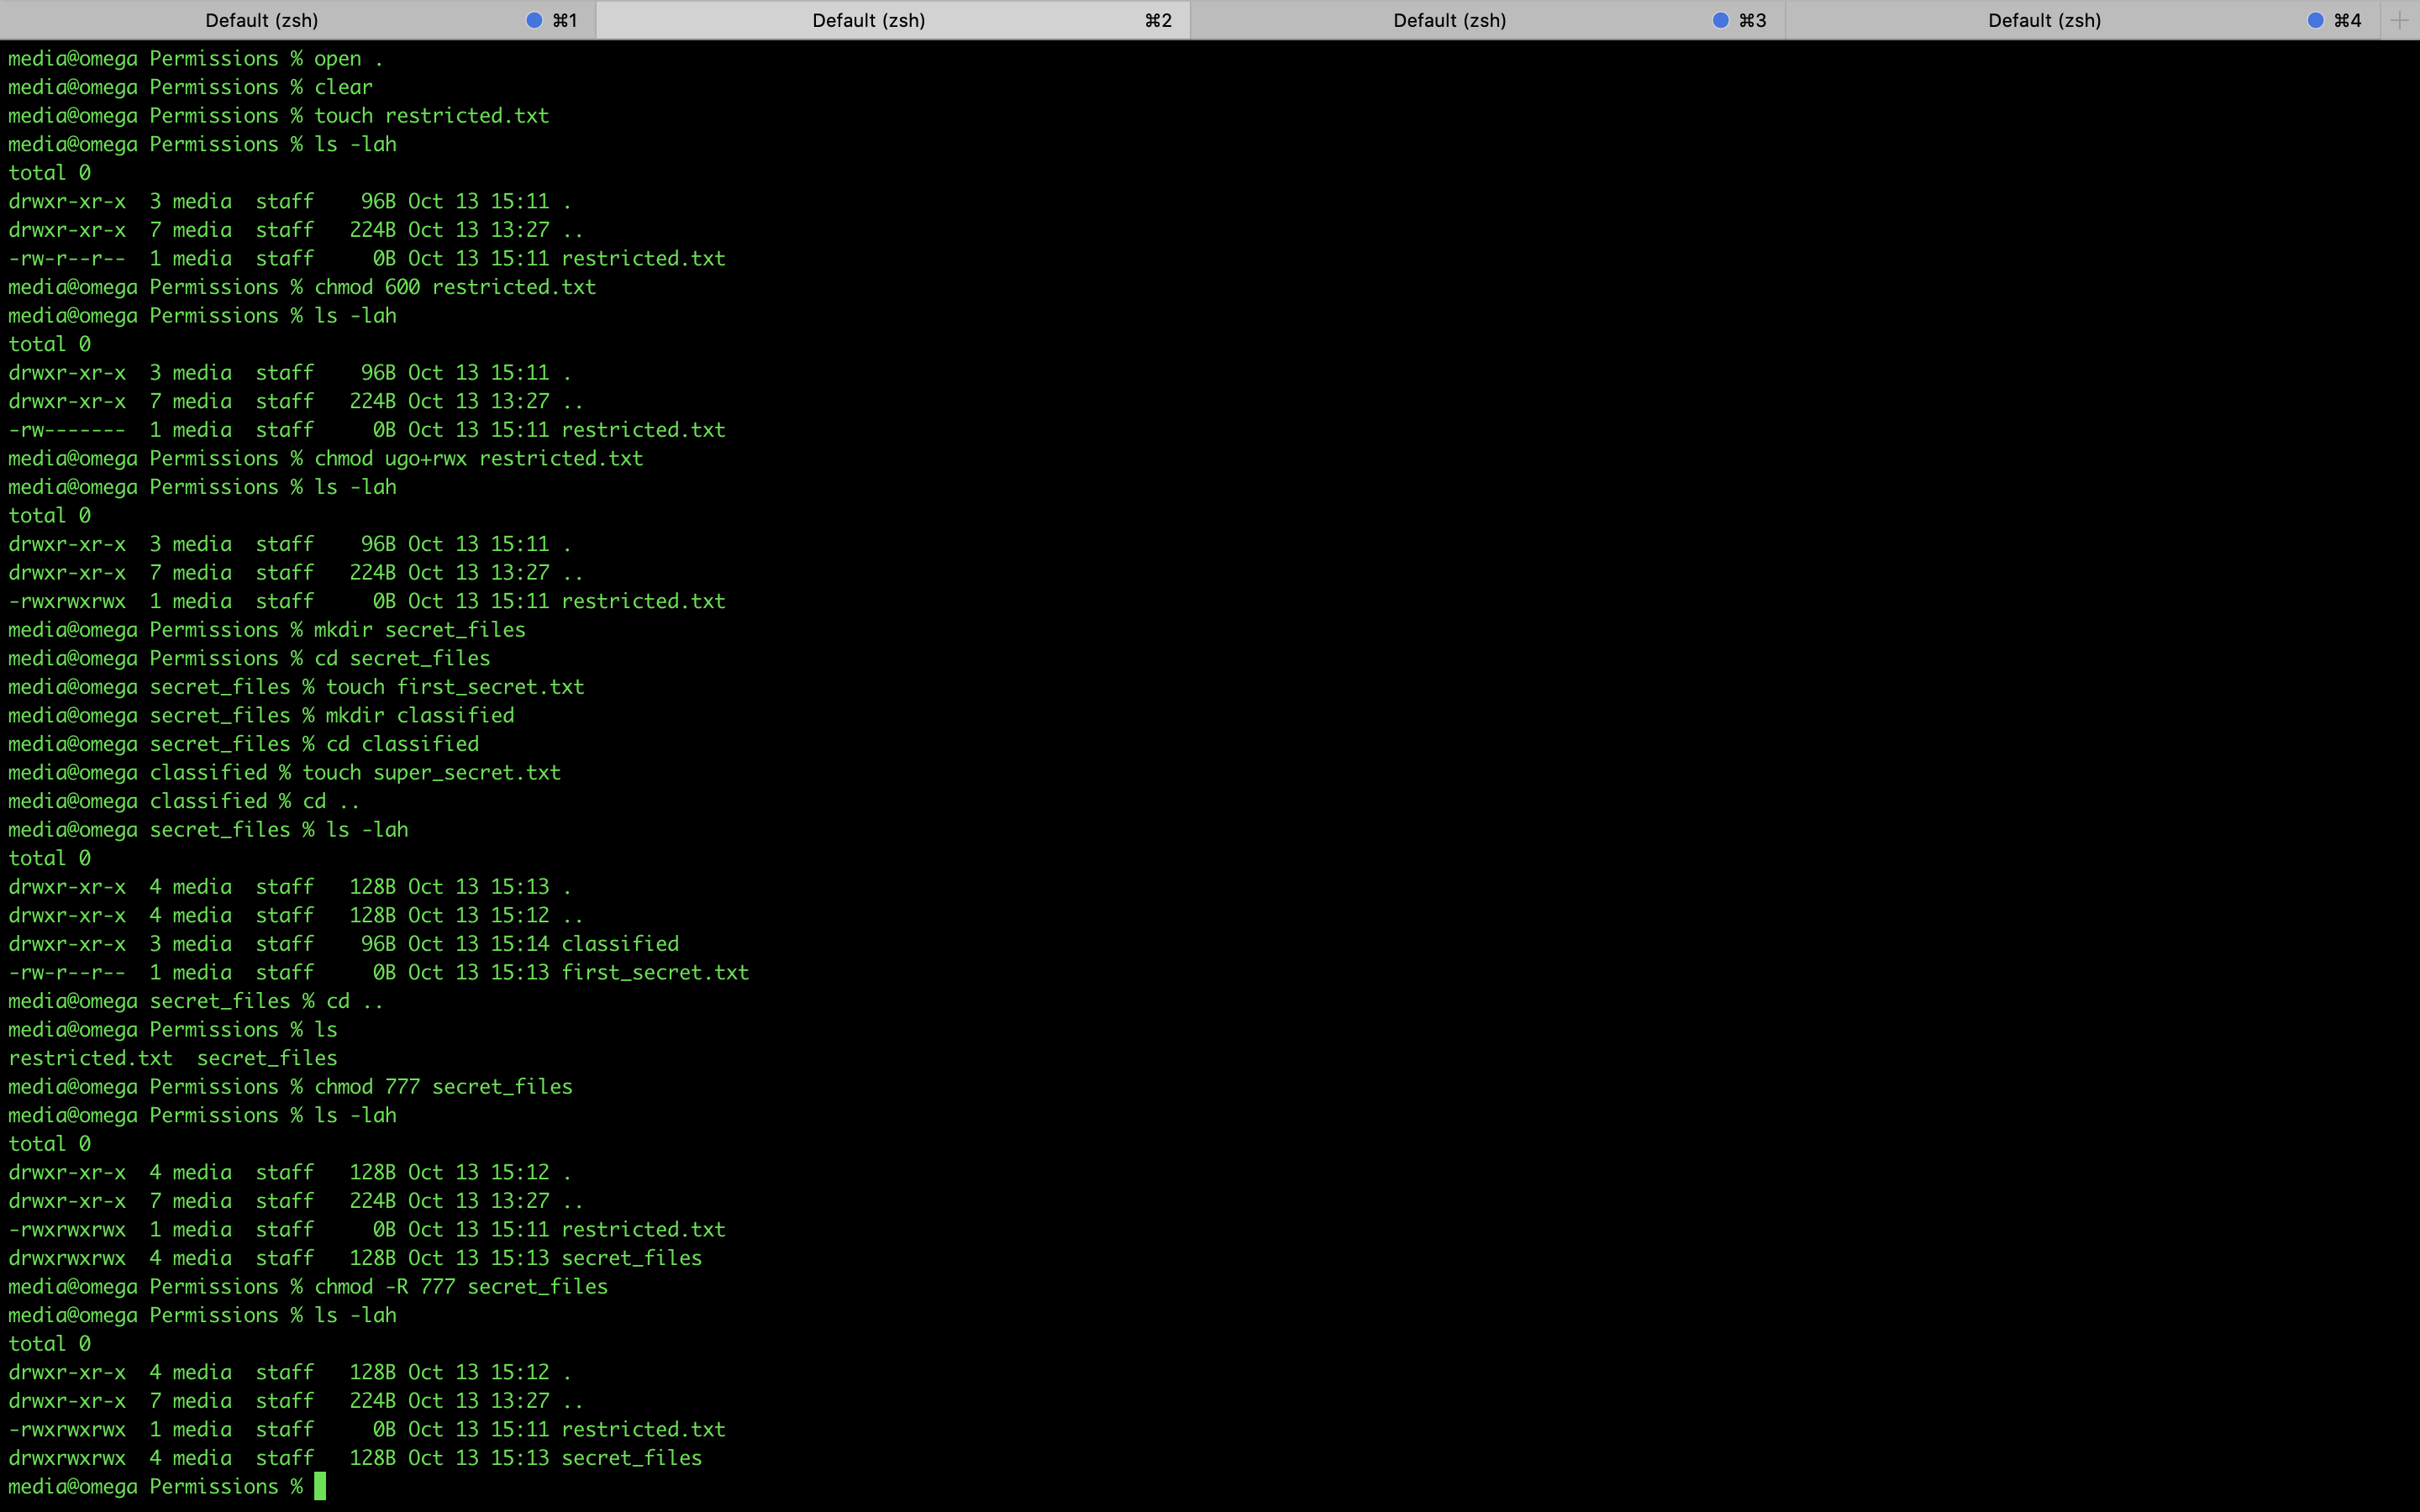 Default (zsh) ⌘1 Default (zsh) ⌘2 Default (zsh) ⌘3 Default (zsh) ⌘4 +
media@omega Permissions % open .
media@omega Permissions % clear
media@omega Permissions % touch restricted.txt
media@omega Permissions % ls -lah
total 0
drwxr-xr-x  3 media  staff    96B Oct 13 15:11 .
drwxr-xr-x  7 media  staff   224B Oct 13 13:27 ..
-rw-r--r--  1 media  staff     0B Oct 13 15:11 restricted.txt
media@omega Permissions % chmod 600 restricted.txt
media@omega Permissions % ls -lah
total 0
drwxr-xr-x  3 media  staff    96B Oct 13 15:11 .
drwxr-xr-x  7 media  staff   224B Oct 13 13:27 ..
-rw-------  1 media  staff     0B Oct 13 15:11 restricted.txt
media@omega Permissions % chmod ugo+rwx restricted.txt
media@omega Permissions % ls -lah
total 0
drwxr-xr-x  3 media  staff    96B Oct 13 15:11 .
drwxr-xr-x  7 media  staff   224B Oct 13 13:27 ..
-rwxrwxrwx  1 media  staff     0B Oct 13 15:11 restricted.txt
media@omega Permissions % mkdir secret_files
media@omega Permissions % cd secret_files
media@omega secret_files % touch first_secret.txt
media@omega secret_files % mkdir classified
media@omega secret_files % cd classified
media@omega classified % touch super_secret.txt
media@omega classified % cd ..
media@omega secret_files % ls -lah
total 0
drwxr-xr-x  4 media  staff   128B Oct 13 15:13 .
drwxr-xr-x  4 media  staff   128B Oct 13 15:12 ..
drwxr-xr-x  3 media  staff    96B Oct 13 15:14 classified
-rw-r--r--  1 media  staff     0B Oct 13 15:13 first_secret.txt
media@omega secret_files % cd ..
media@omega Permissions % ls
restricted.txt  secret_files
media@omega Permissions % chmod 777 secret_files
media@omega Permissions % ls -lah
total 0
drwxr-xr-x  4 media  staff   128B Oct 13 15:12 .
drwxr-xr-x  7 media  staff   224B Oct 13 13:27 ..
-rwxrwxrwx  1 media  staff     0B Oct 13 15:11 restricted.txt
drwxrwxrwx  4 media  staff   128B Oct 13 15:13 secret_files
media@omega Permissions % chmod -R 777 secret_files
media@omega Permissions % ls -lah
total 0
drwxr-xr-x  4 media  staff   128B Oct 13 15:12 .
drwxr-xr-x  7 media  staff   224B Oct 13 13:27 ..
-rwxrwxrwx  1 media  staff     0B Oct 13 15:11 restricted.txt
drwxrwxrwx  4 media  staff   128B Oct 13 15:13 secret_files
media@omega Permissions %